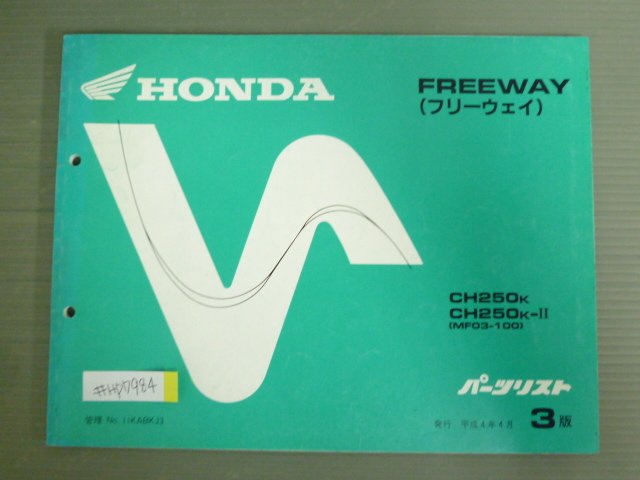 HONDA
FREEWAY
(フリーウェイ)
CH250K
CH250K-II
(MF03-100)
パーツリスト
#HD7984
管理 No. 11KABKJ3
発行 平成4年4月 3版